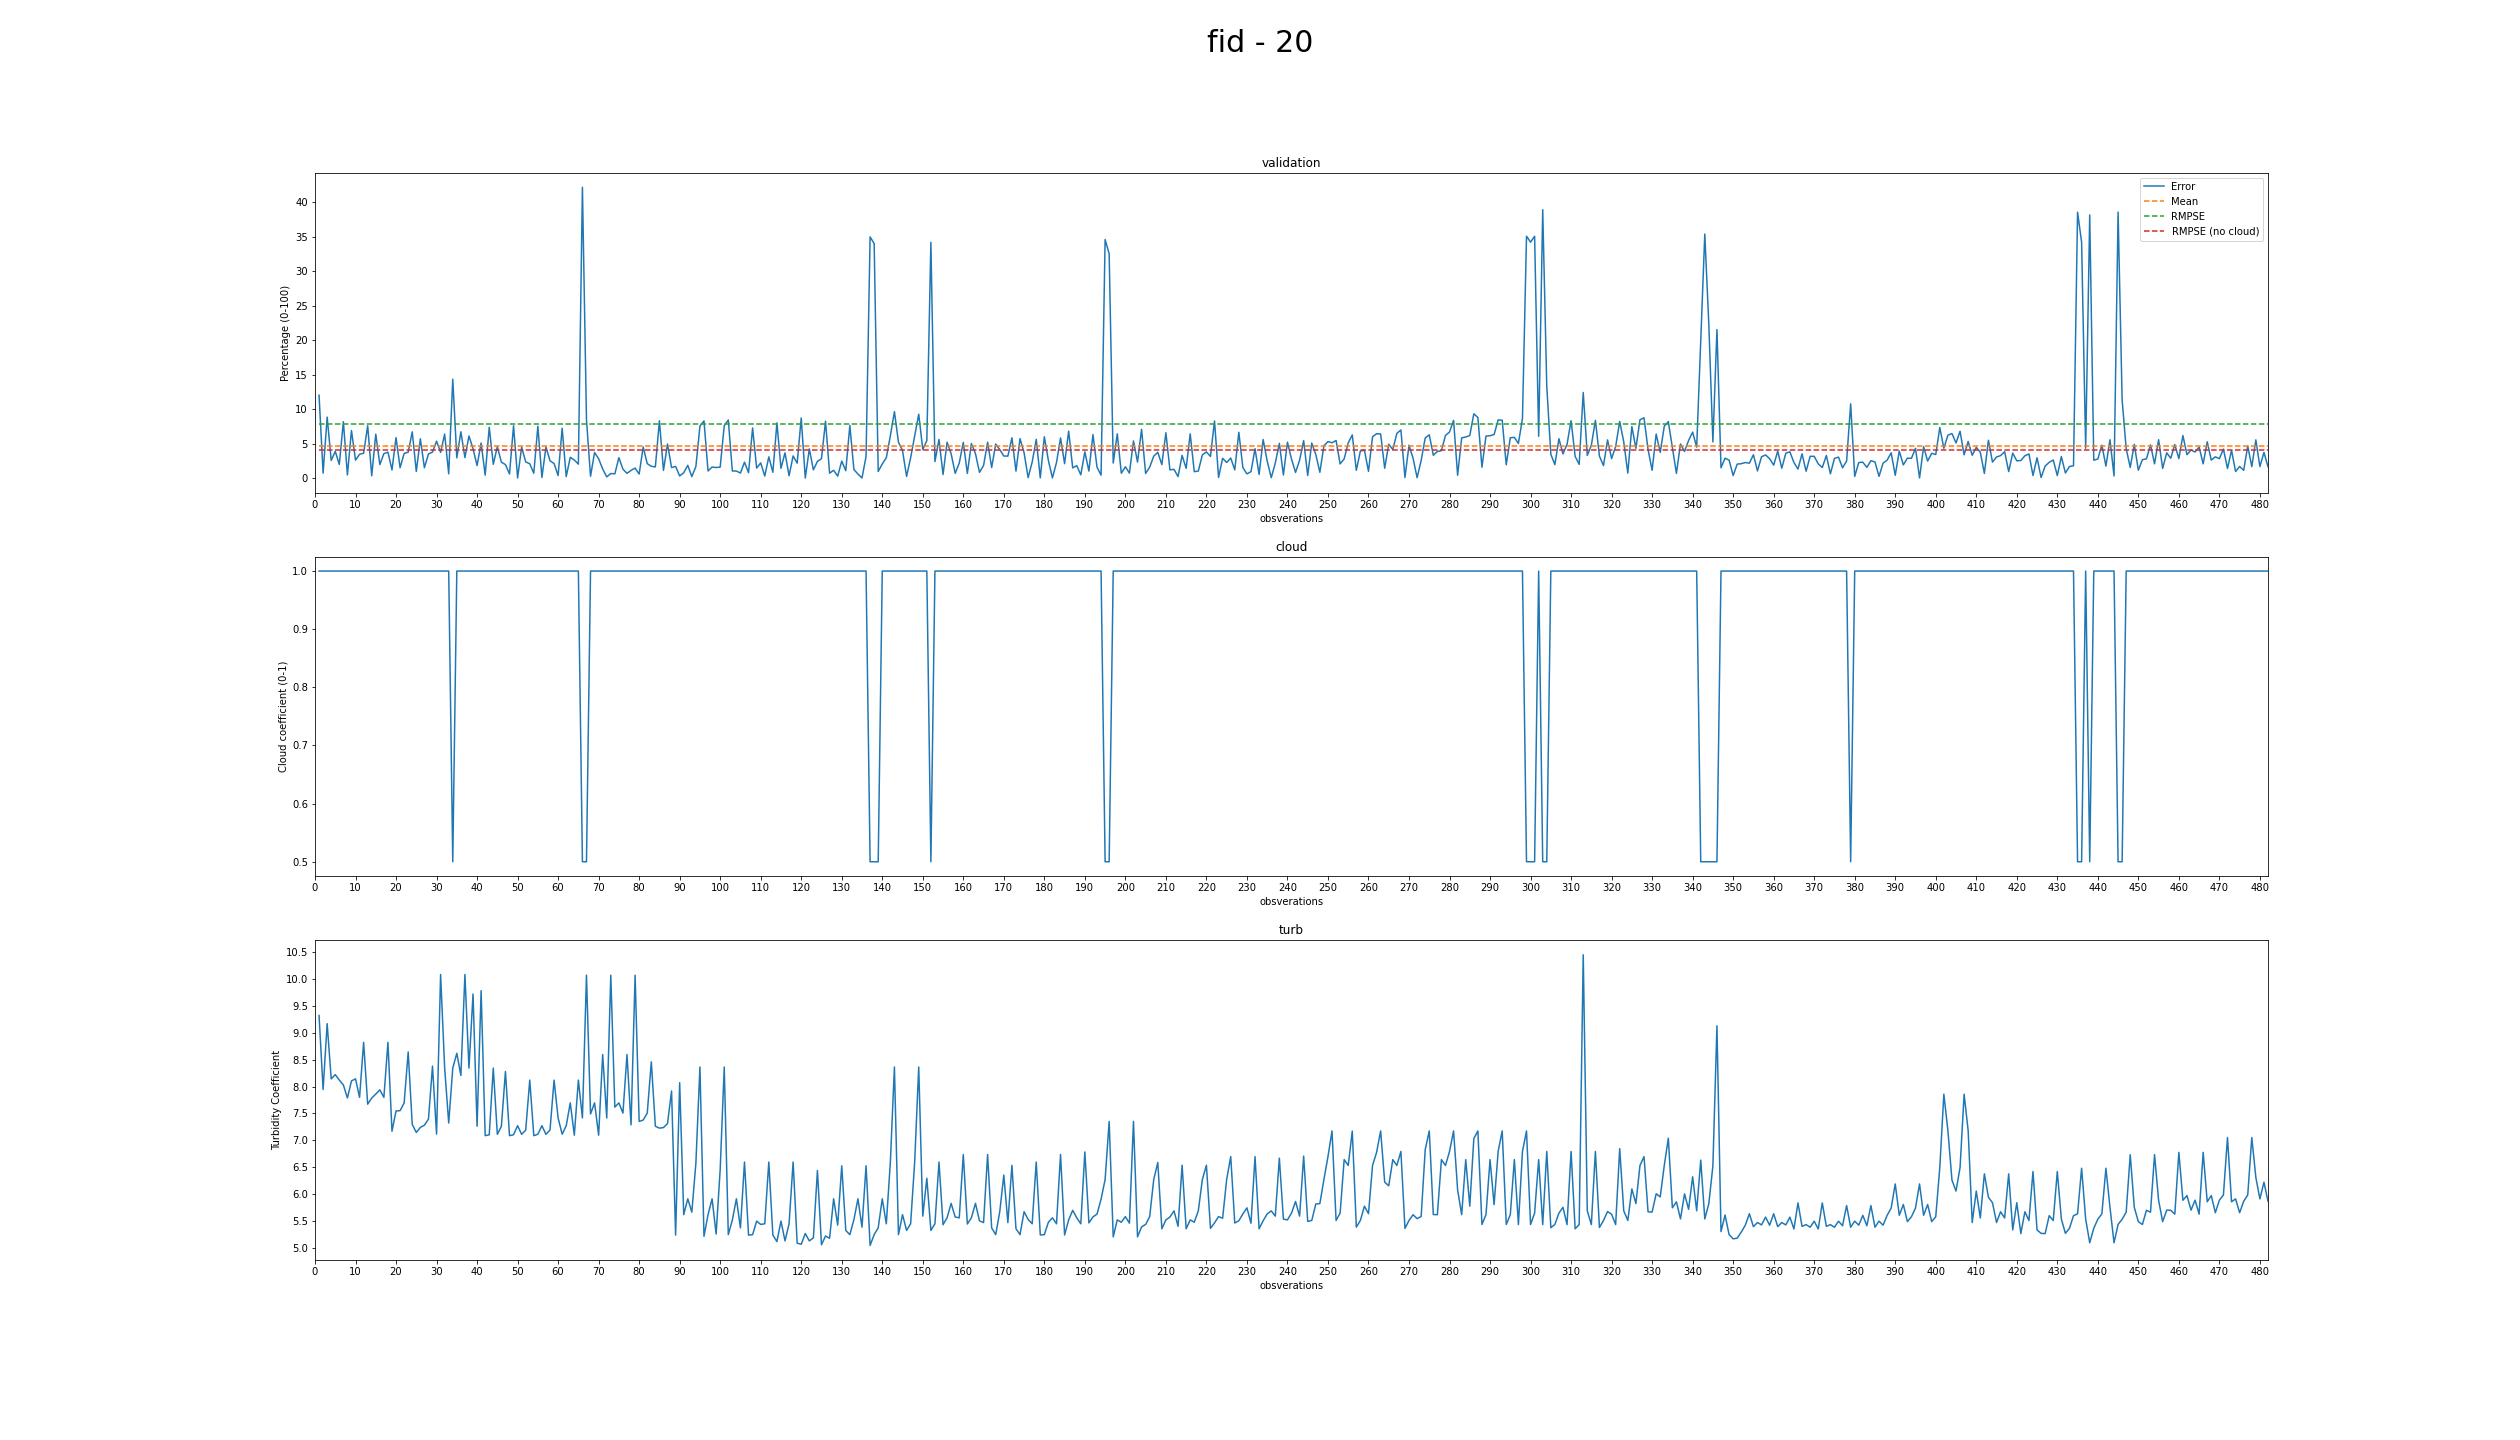 fid - 20
validation
Percentage (0-100)
40
35
30
25
20
15
10
5
0
Error
Mean
RMPSE
RMPSE (no cloud)
0 10 20 30 40 50 60 70 80 90 100 110 120 130 140 150 160 170 180 190 200 210 220 230 240 250 260 270 280 290 300 310 320 330 340 350 360 370 380 390 400 410 420 430 440 450 460 470 480
obsverations
cloud
Cloud coefficient (0-1)
1.0
0.9
0.8
0.7
0.6
0.5
0 10 20 30 40 50 60 70 80 90 100 110 120 130 140 150 160 170 180 190 200 210 220 230 240 250 260 270 280 290 300 310 320 330 340 350 360 370 380 390 400 410 420 430 440 450 460 470 480
obsverations
turb
Turbidity Coefficient
10.5
10.0
9.5
9.0
8.5
8.0
7.5
7.0
6.5
6.0
5.5
5.0
0 10 20 30 40 50 60 70 80 90 100 110 120 130 140 150 160 170 180 190 200 210 220 230 240 250 260 270 280 290 300 310 320 330 340 350 360 370 380 390 400 410 420 430 440 450 460 470 480
obsverations